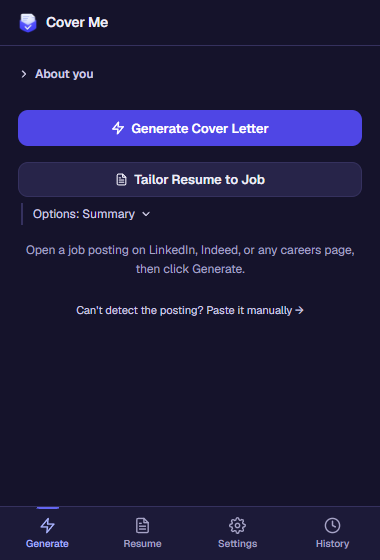 Cover Me
About you
Generate Cover Letter
Tailor Resume to Job
Options: Summary
Open a job posting on LinkedIn, Indeed, or any careers page,
then click Generate.
Can't detect the posting? Paste it manually →
Generate
Resume
Settings
History